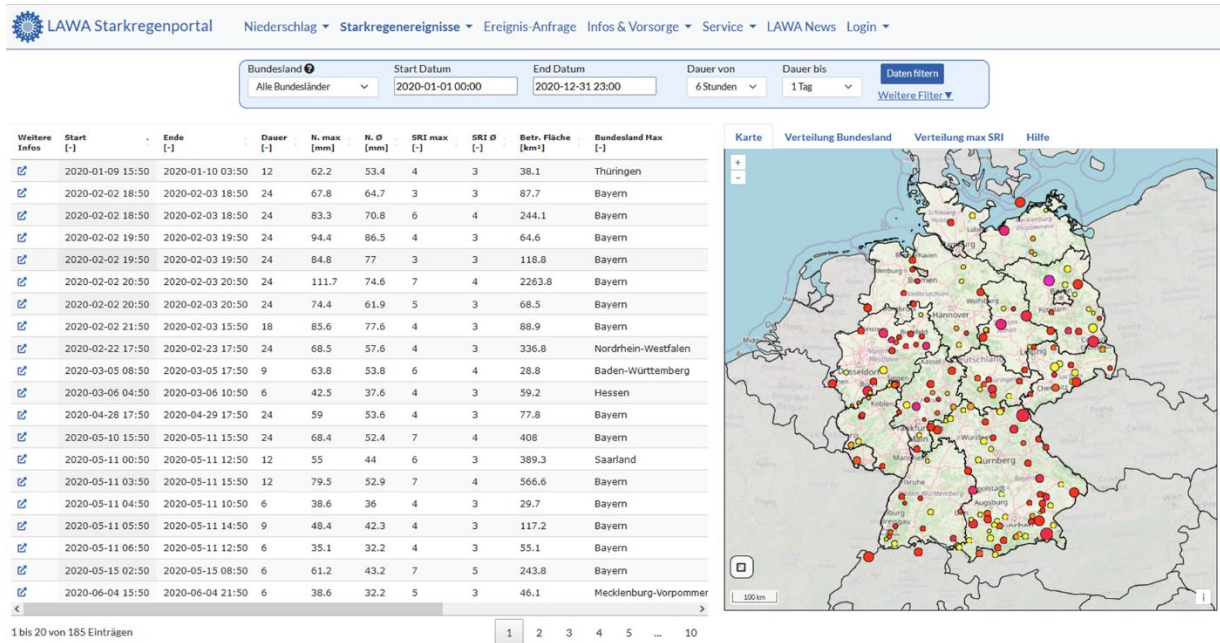 LAWA Starkregenportal
Niederschlag Starkregenereignisse Ereignis-Anfrage Infos & Vorsorge Service LAWA News Login
Bundesland Start Datum End Datum Dauer von Dauer bis
Alle Bundesländer 2020-01-01 00:00 2020-12-31 23:00 6 Stunden 1 Tag Daten filtern
Weitere Filter▼
Weitere Infos Start [-] Ende [-] Dauer [-] N. max [mm] N. Ø [mm] SRI max [-] SRI Ø [-] Betr. Fläche [km²] Bundesland Max [-]
2020-01-09 15:50 2020-01-10 03:50 12 62.2 53.4 4 3 38.1 Thüringen
2020-02-02 18:50 2020-02-03 18:50 24 67.8 64.7 3 3 87.7 Bayern
2020-02-02 18:50 2020-02-03 18:50 24 83.3 70.8 6 4 244.1 Bayern
2020-02-02 19:50 2020-02-03 19:50 24 94.4 86.5 4 3 64.6 Bayern
2020-02-02 19:50 2020-02-03 19:50 24 84.8 77 3 3 118.8 Bayern
2020-02-02 20:50 2020-02-03 20:50 24 111.7 74.6 7 4 2263.8 Bayern
2020-02-02 20:50 2020-02-03 20:50 24 74.4 61.9 5 3 68.5 Bayern
2020-02-02 21:50 2020-02-03 15:50 18 85.6 77.6 4 3 88.9 Bayern
2020-02-22 17:50 2020-02-23 17:50 24 68.5 57.6 4 3 336.8 Nordrhein-Westfalen
2020-03-05 08:50 2020-03-05 17:50 9 63.8 53.8 6 4 28.8 Baden-Württemberg
2020-03-06 04:50 2020-03-06 10:50 6 42.5 37.6 4 3 59.2 Hessen
2020-04-28 17:50 2020-04-29 17:50 24 59 53.6 4 3 77.8 Bayern
2020-05-10 15:50 2020-05-11 15:50 24 68.4 52.4 7 4 408 Bayern
2020-05-11 00:50 2020-05-11 12:50 12 55 44 6 3 389.3 Saarland
2020-05-11 03:50 2020-05-11 15:50 12 79.5 52.9 7 4 566.6 Bayern
2020-05-11 04:50 2020-05-11 10:50 6 38.6 36 4 3 29.7 Bayern
2020-05-11 05:50 2020-05-11 14:50 9 48.4 42.3 4 3 117.2 Bayern
2020-05-11 06:50 2020-05-11 12:50 6 35.1 32.2 4 3 55.1 Bayern
2020-05-15 02:50 2020-05-15 08:50 6 61.2 43.2 7 5 243.8 Bayern
2020-06-04 15:50 2020-06-04 21:50 6 38.6 32.2 5 3 46.1 Mecklenburg-Vorpommer
1 bis 20 von 185 Einträgen 1 2 3 4 5 ... 10
Karte Verteilung Bundesland Verteilung max SRI Hilfe
+
-
Hannover
Düsseldorf
Nürnberg
Augsburg
100 km
i